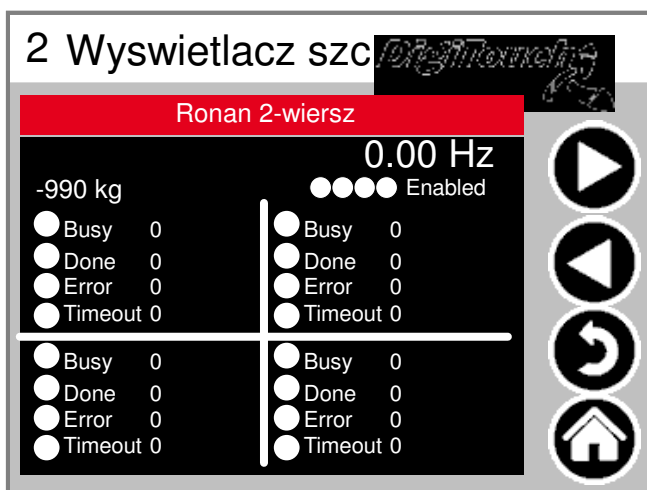 2 Wyswietlacz szc
DigiTouch
Ronan 2-wiersz
0.00 Hz
-990 kg
Enabled
Busy 0
Done 0
Error 0
Timeout 0
Busy 0
Done 0
Error 0
Timeout 0
Busy 0
Done 0
Error 0
Timeout 0
Busy 0
Done 0
Error 0
Timeout 0